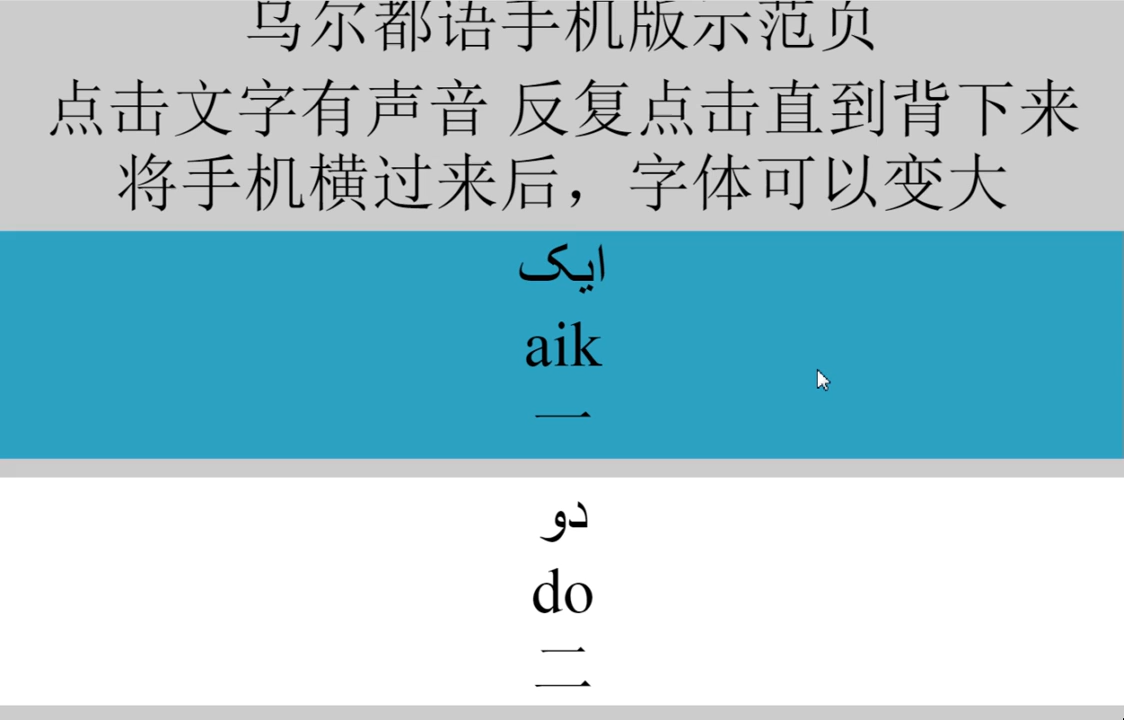 乌尔都语手机版示范页
点击文字有声音 反复点击直到背下来
将手机横过来后，字体可以变大
ایک
aik
一
دو
do
二